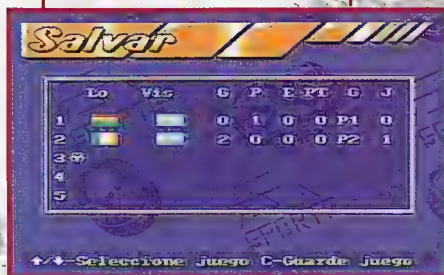 Salvar
Lo Vis G P E PT G J
1 0 1 0 0 P1 0
2 2 0 0 0 P2 1
3
4
5
↑/↓-Seleccione juego C-Guarde juego